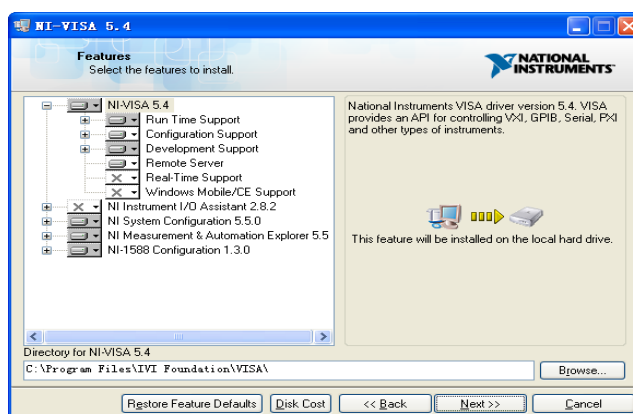 NI-VISA 5.4
Features
Select the features to install.
NATIONAL
INSTRUMENTS
NI-VISA 5.4
Run Time Support
Configuration Support
Development Support
Remote Server
Real-Time Support
Windows Mobile/CE Support
NI Instrument I/O Assistant 2.8.2
NI System Configuration 5.5.0
NI Measurement & Automation Explorer 5.5
NI-1588 Configuration 1.3.0
National Instruments VISA driver version 5.4. VISA
provides an API for controlling VXI, GPIB, Serial, PXI
and other types of instruments.
This feature will be installed on the local hard drive.
Directory for NI-VISA 5.4
C:\Program Files\IVI Foundation\VISA\
Browse...
Restore Feature Defaults
Disk Cost
<< Back
Next >>
Cancel